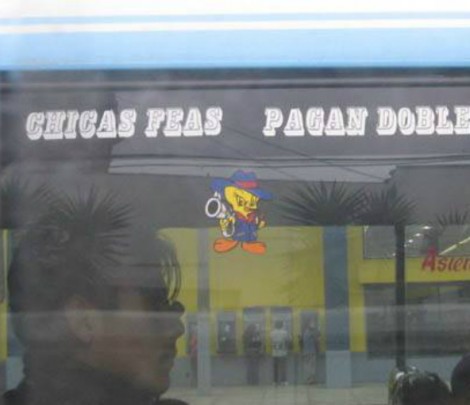 CHICAS FEAS PAGAN DOBLE